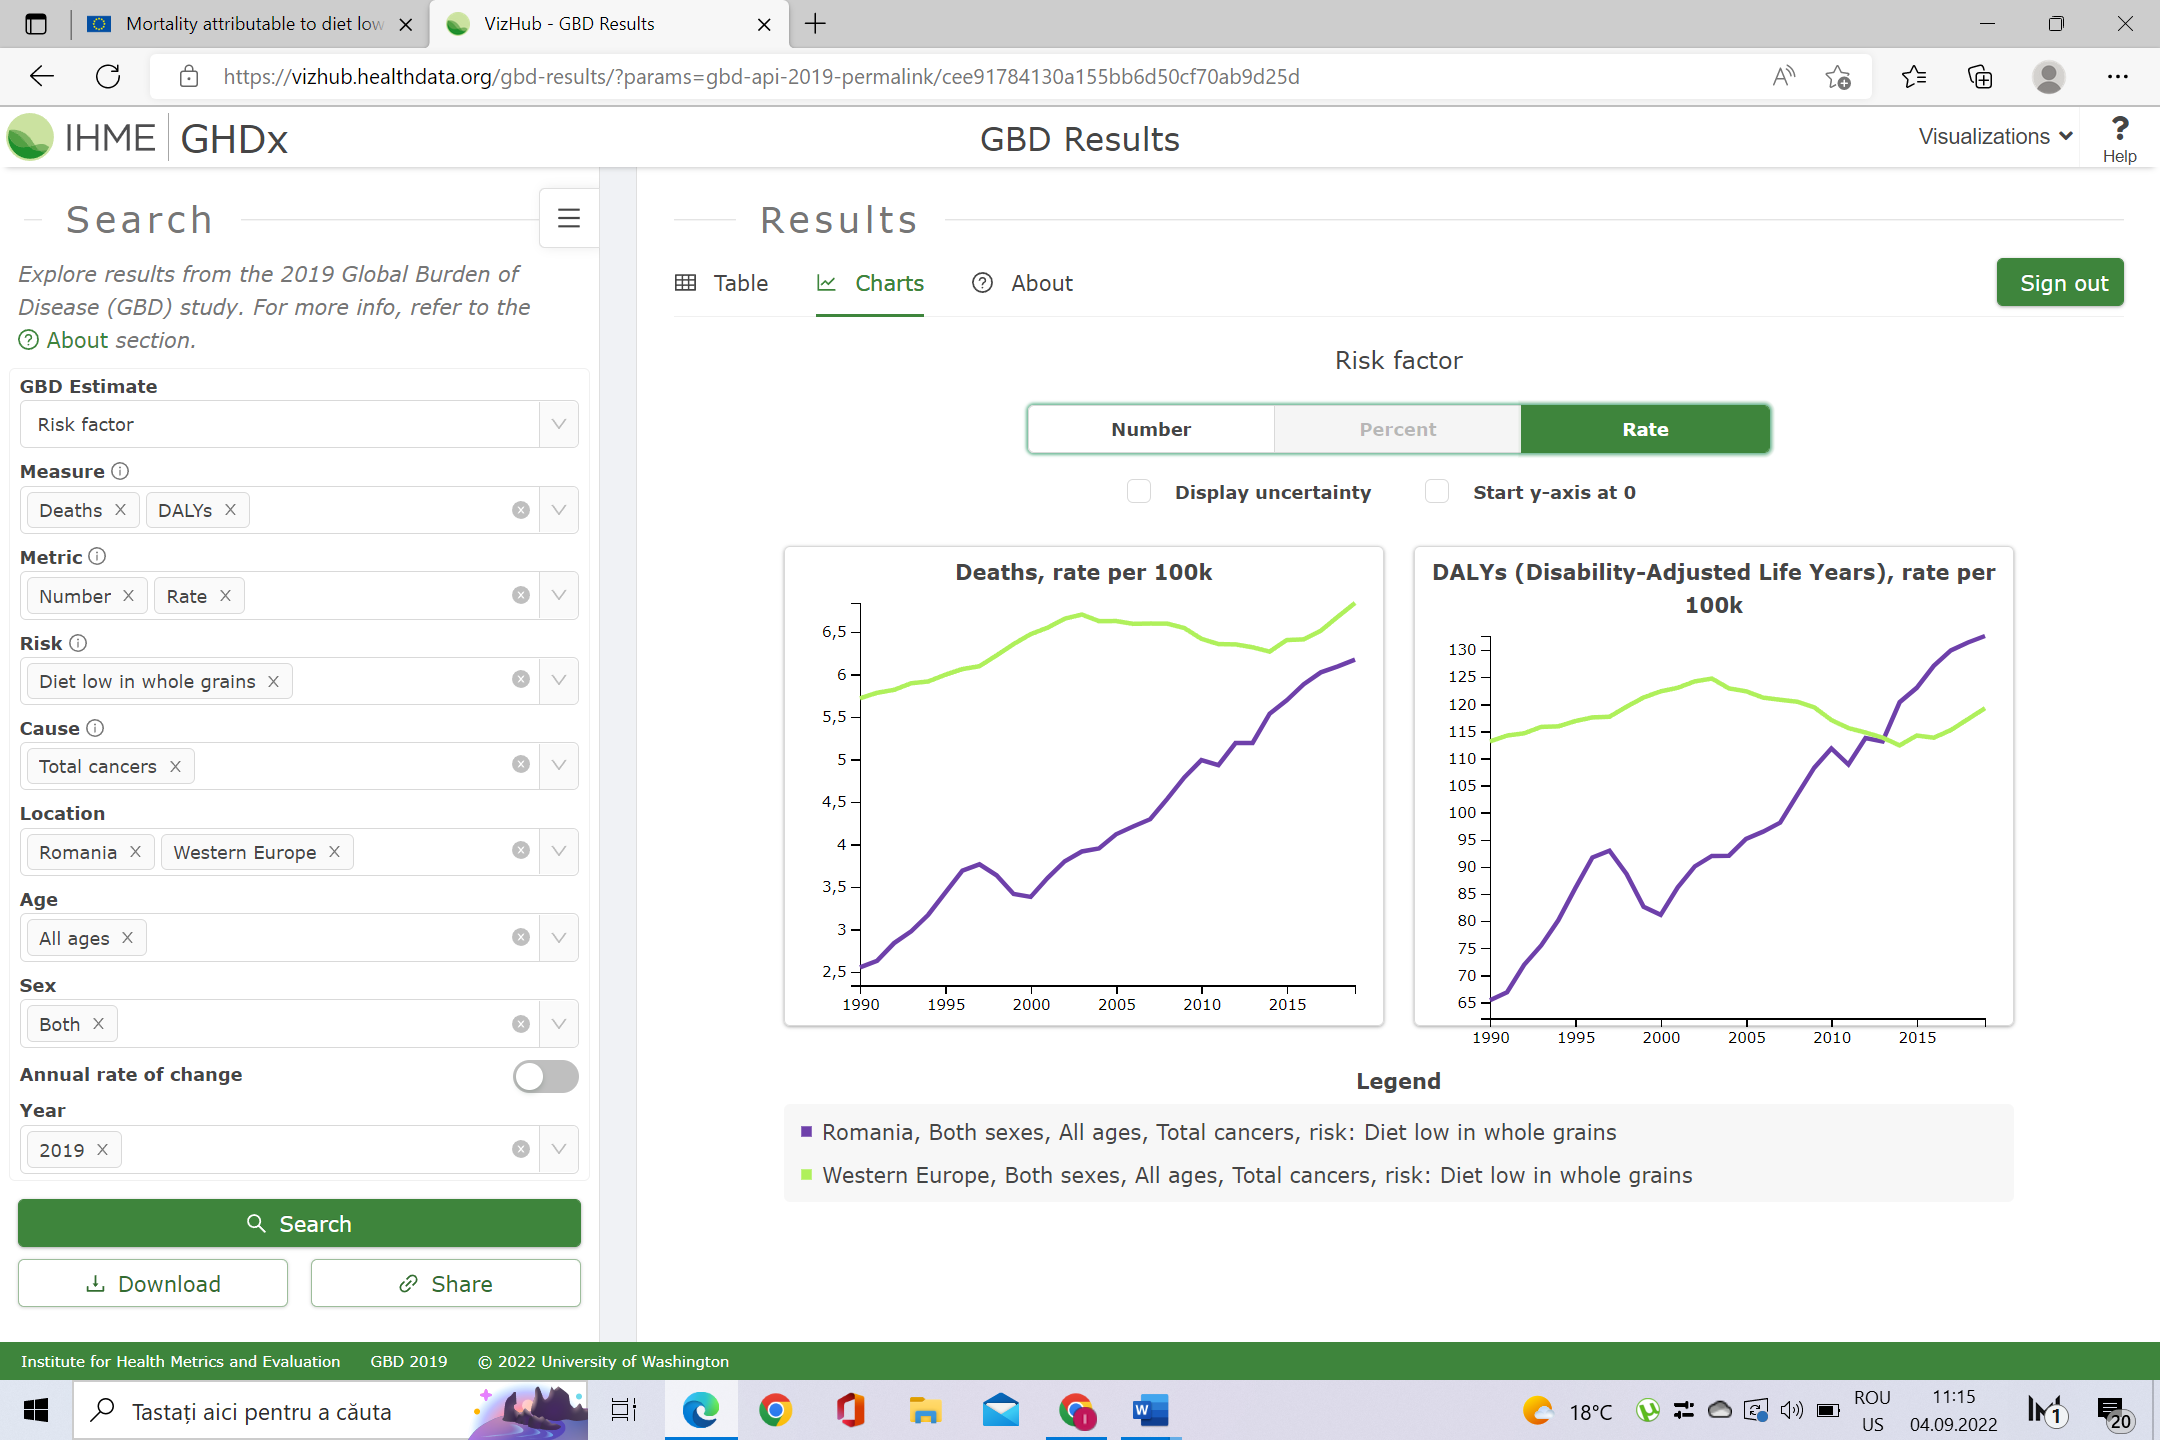 Mortality attributable to diet low
VizHub - GBD Results
https://vizhub.healthdata.org/gbd-results/?params=gbd-api-2019-permalink/cee91784130a155bb6d50cf70ab9d25d
IHME GHDx
GBD Results
Visualizations
?
Help
Search
Explore results from the 2019 Global Burden of
Disease (GBD) study. For more info, refer to the
About section.
GBD Estimate
Risk factor
Measure
Deaths X DALYs X
Metric
Number X Rate X
Risk
Diet low in whole grains X
Cause
Total cancers X
Location
Romania X Western Europe X
Age
All ages X
Sex
Both X
Annual rate of change
Year
2019 X
Search
Download
Share
Results
Table
Charts
About
Sign out
Risk factor
Number
Percent
Rate
Display uncertainty
Start y-axis at 0
Deaths, rate per 100k
6,5
6
5,5
5
4,5
4
3,5
3
2,5
1990 1995 2000 2005 2010 2015
DALYs (Disability-Adjusted Life Years), rate per
100k
130
125
120
115
110
105
100
95
90
85
80
75
70
65
1990 1995 2000 2005 2010 2015
Legend
Romania, Both sexes, All ages, Total cancers, risk: Diet low in whole grains
Western Europe, Both sexes, All ages, Total cancers, risk: Diet low in whole grains
Institute for Health Metrics and Evaluation GBD 2019 © 2022 University of Washington
Tastați aici pentru a căuta
18°C
ROU
US
11:15
04.09.2022
1
20